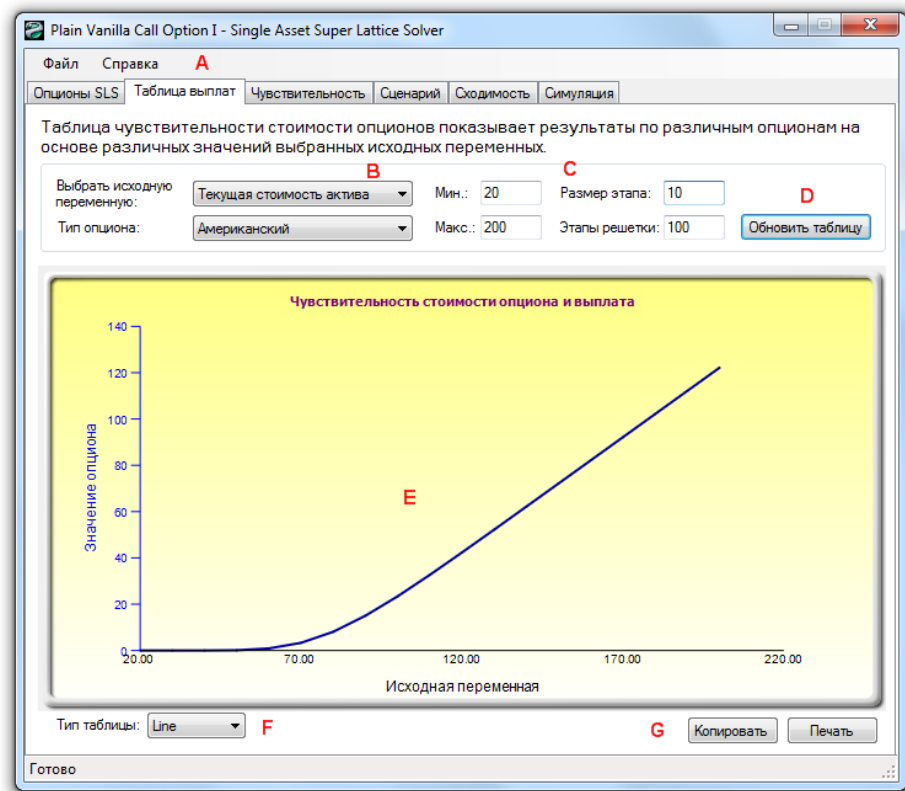 Plain Vanilla Call Option I - Single Asset Super Lattice Solver
Файл Справка A
Опционы SLS Таблица выплат Чувствительность Сценарий Сходимость Симуляция
Таблица чувствительности стоимости опционов показывает результаты по различным опционам на
основе различных значений выбранных исходных переменных.
B C
Выбрать исходную
переменную: Текущая стоимость актива Мин.: 20 Размер этапа: 10 D
Тип опциона: Американский Макс.: 200 Этапы решетки: 100 Обновить таблицу
Чувствительность стоимости опциона и выплата
140
120
100
80
60
40
20
0
Значение опциона
E
20.00 70.00 120.00 170.00 220.00
Исходная переменная
Тип таблицы: Line F G Копировать Печать
Готово